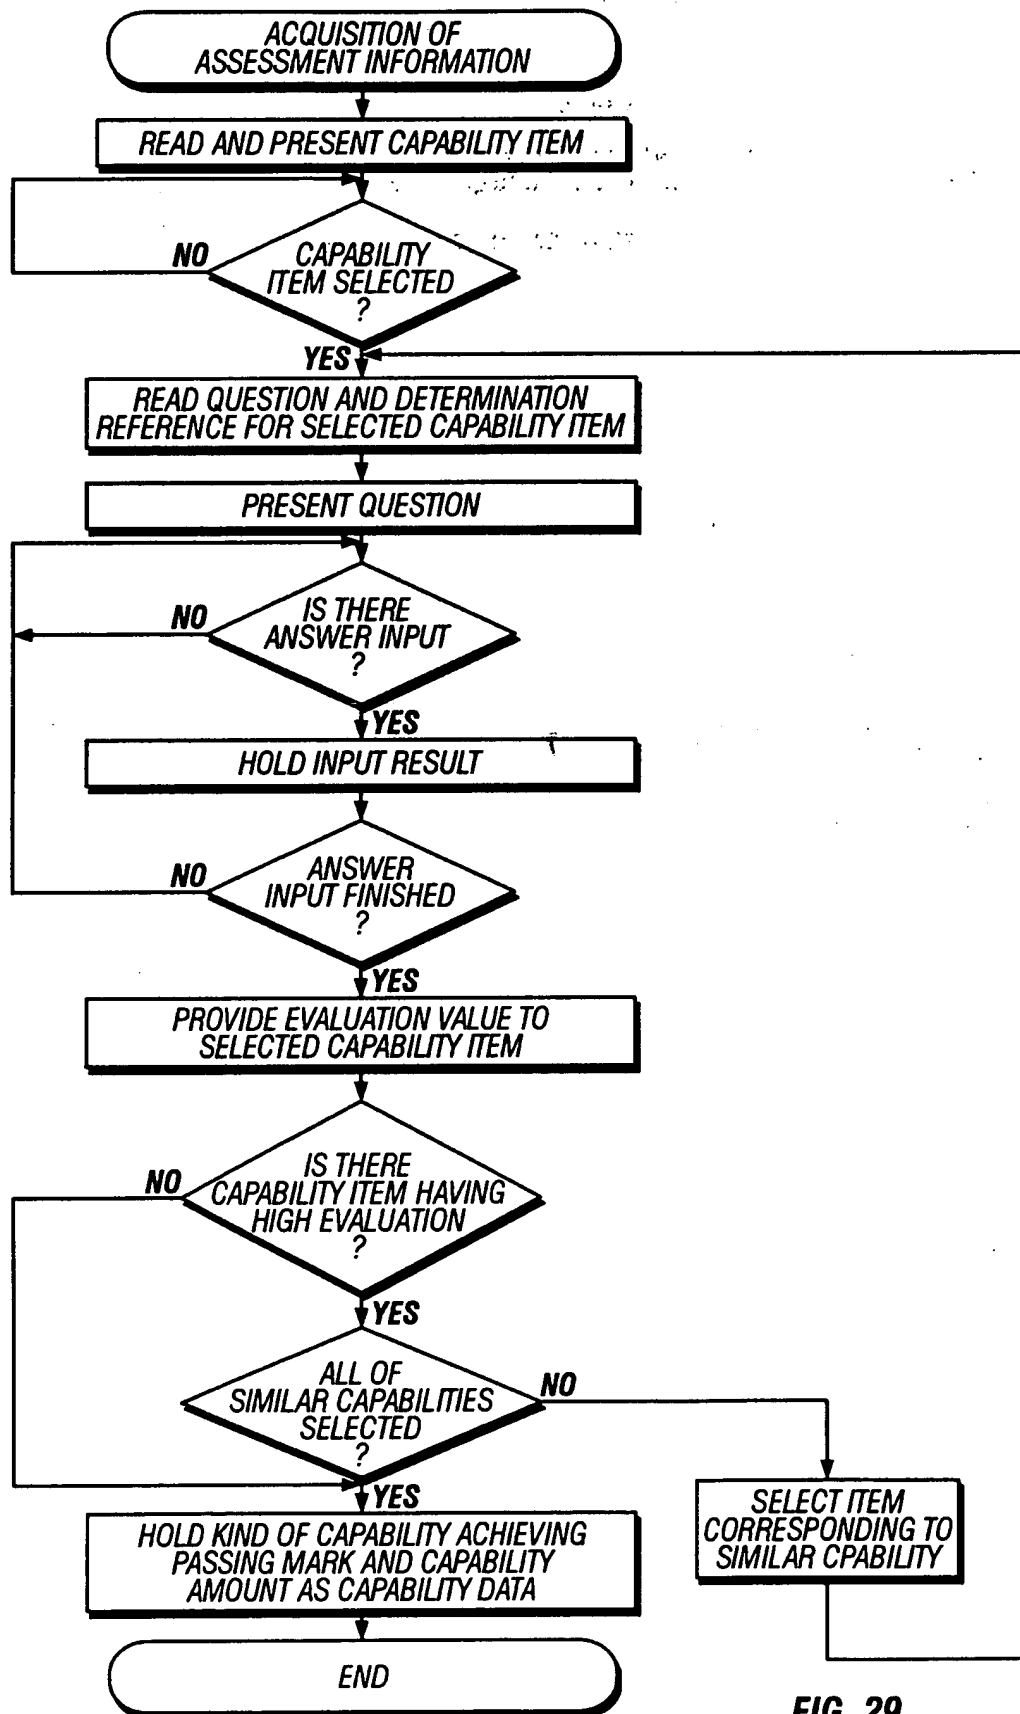 ACQUISITION OF
ASSESSMENT INFORMATION
READ AND PRESENT CAPABILITY ITEM
NO
CAPABILITY
ITEM SELECTED
?
YES
READ QUESTION AND DETERMINATION
REFERENCE FOR SELECTED CAPABILITY ITEM
PRESENT QUESTION
NO
IS THERE
ANSWER INPUT
?
YES
HOLD INPUT RESULT
NO
ANSWER
INPUT FINISHED
?
YES
PROVIDE EVALUATION VALUE TO
SELECTED CAPABILITY ITEM
NO
IS THERE
CAPABILITY ITEM HAVING
HIGH EVALUATION
?
YES
ALL OF
SIMILAR CAPABILITIES
SELECTED
?
NO
YES
SELECT ITEM
CORRESPONDING TO
SIMILAR CPABILITY
HOLD KIND OF CAPABILITY ACHIEVING
PASSING MARK AND CAPABILITY
AMOUNT AS CAPABILITY DATA
END
FIG. 29